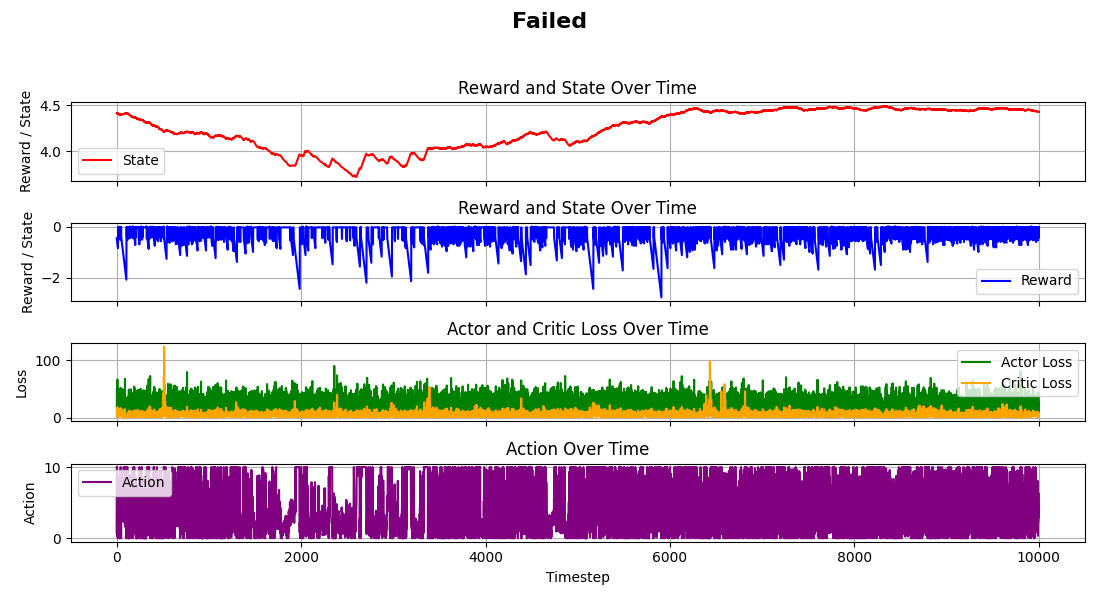 Failed
Reward and State Over Time
Reward / State
4.5
4.0
State
Reward and State Over Time
Reward / State
0
−2
Reward
Actor and Critic Loss Over Time
Loss
100
0
Actor Loss
Critic Loss
Action Over Time
Action
10
0
Action
0 2000 4000 6000 8000 10000
Timestep